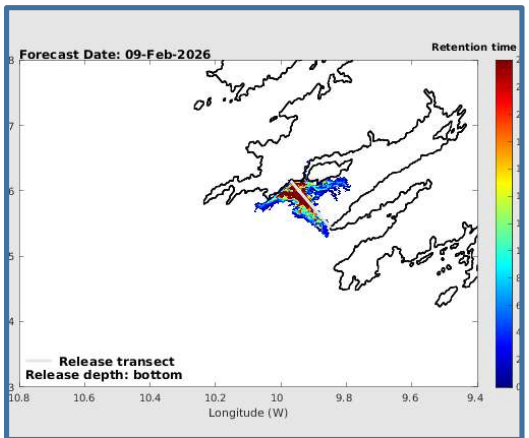 Retention time
Forecast Date: 09-Feb-2026
8
7
6
5
4
3
Release transect
Release depth: bottom
10.8 10.6 10.4 10.2 10 9.8 9.6 9.4
Longitude (W)